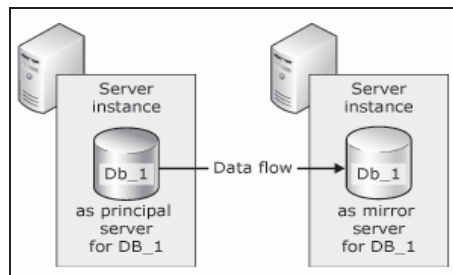 Server
instance
Db_1
as principal
server
for DB_1
Data flow
Server
instance
Db_1
as mirror
server
for DB_1